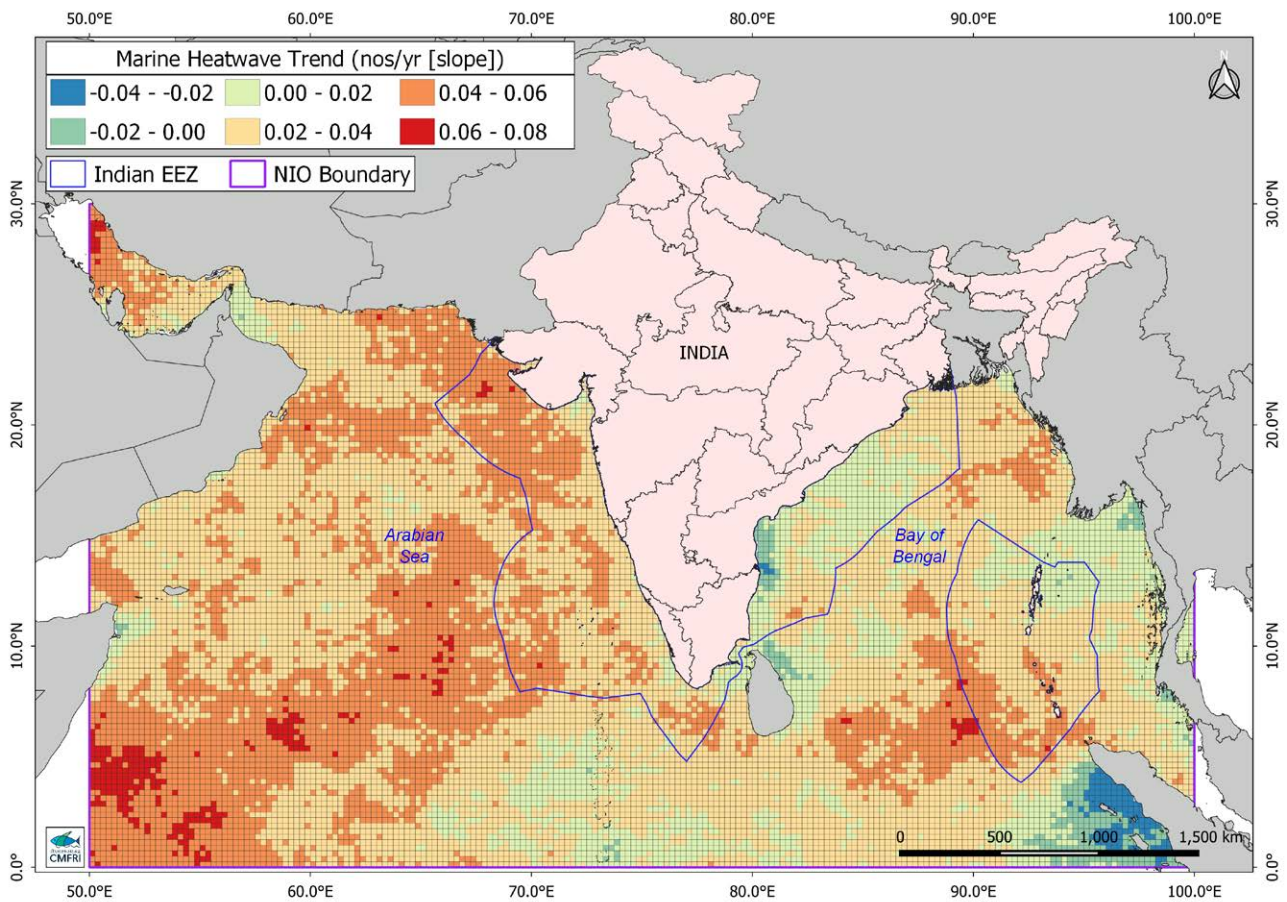 50.0°E 60.0°E 70.0°E 80.0°E 90.0°E 100.0°E
Marine Heatwave Trend (nos/yr [slope])
-0.04 - -0.02 0.00 - 0.02 0.04 - 0.06
-0.02 - 0.00 0.02 - 0.04 0.06 - 0.08
Indian EEZ NIO Boundary
N
30.0°N 30.0°N
INDIA
20.0°N 20.0°N
Arabian
Sea
Bay of
Bengal
10.0°N 10.0°N
0 500 1,000 1,500 km
CMFRI
0.0° 0.0°
50.0°E 60.0°E 70.0°E 80.0°E 90.0°E 100.0°E